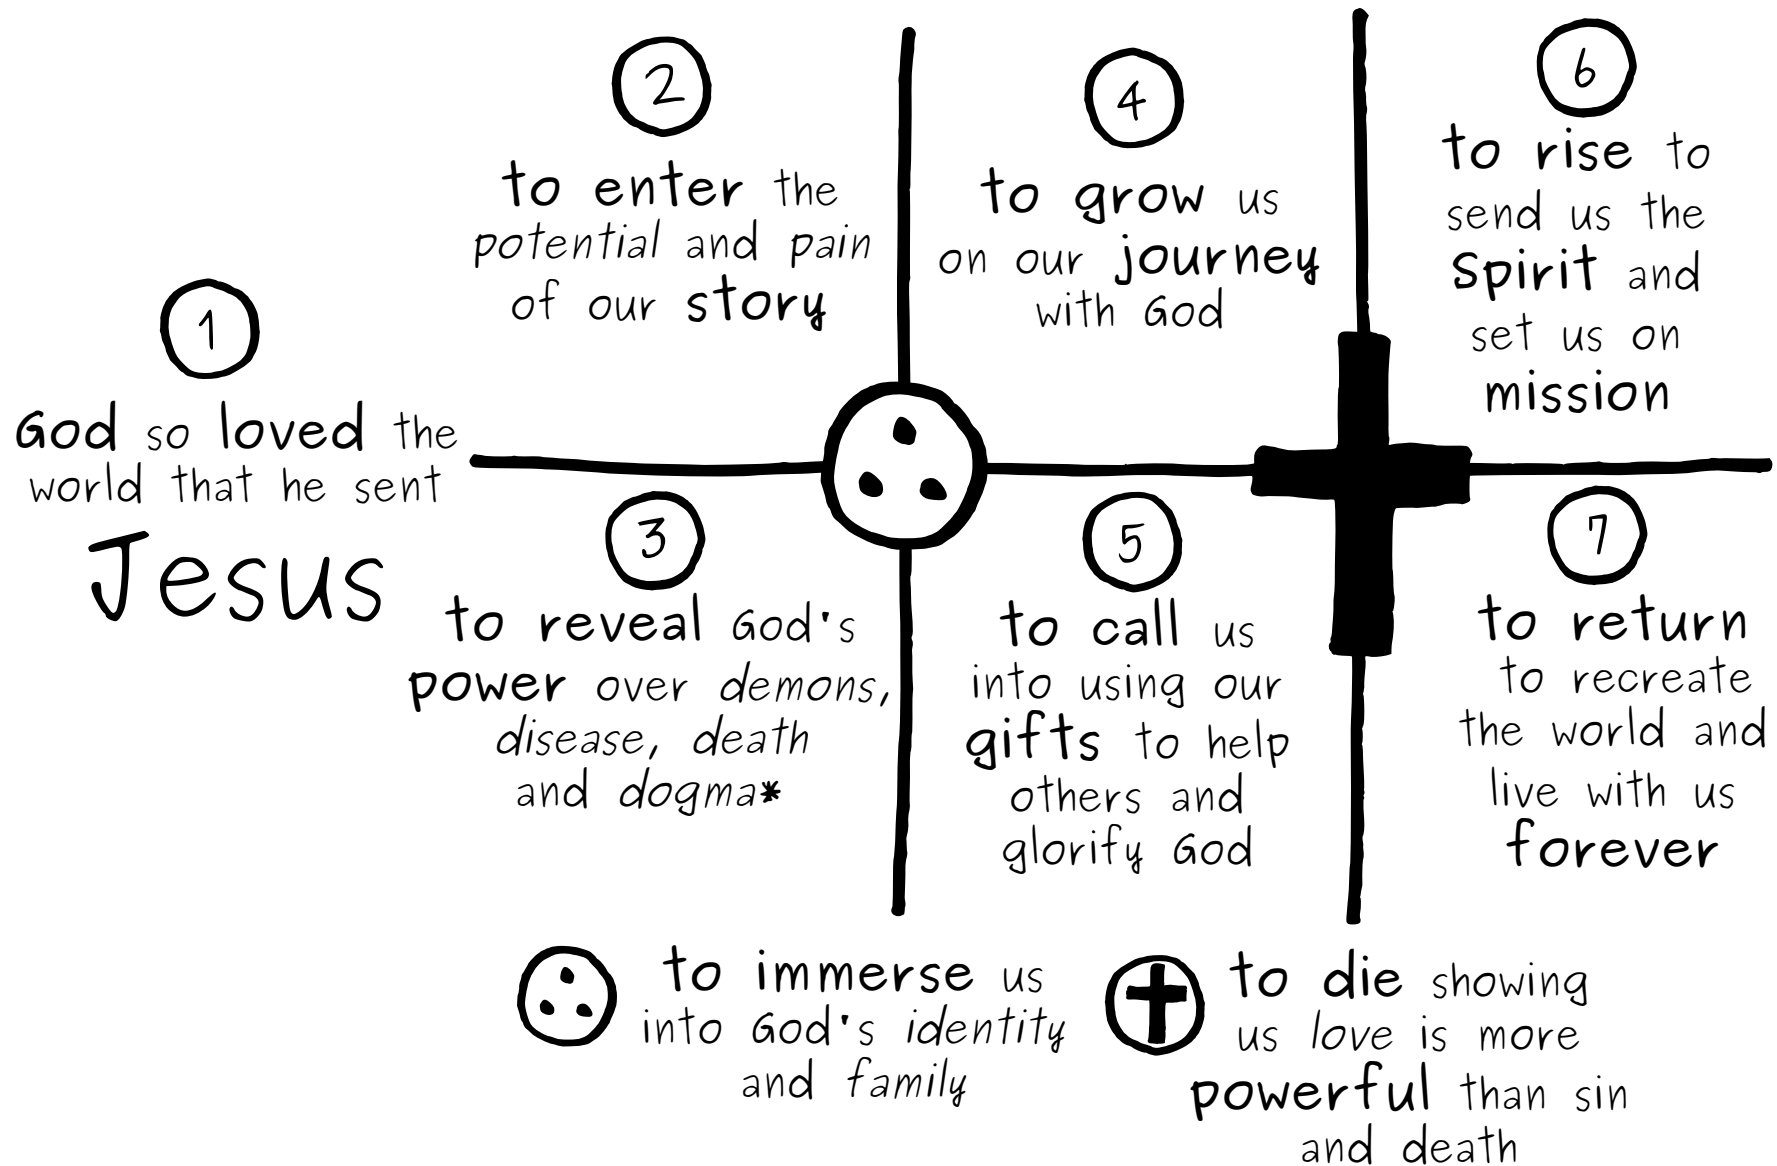 1
God so loved the
world that he sent
Jesus
2
to enter the
potential and pain
of our story
3
to reveal God's
power over demons,
disease, death
and dogma*
4
to grow us
on our journey
with God
5
to call us
into using our
gifts to help
others and
glorify God
6
to rise to
send us the
Spirit and
set us on
mission
7
to return
to recreate
the world and
live with us
forever
to immerse us
into God's identity
and family
to die showing
us love is more
powerful than sin
and death